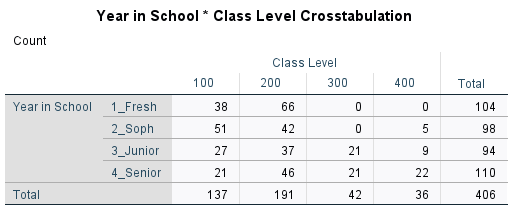 Year in School * Class Level Crosstabulation
Count
Class Level
100 200 300 400 Total
Year in School 1_Fresh 38 66 0 0 104
2_Soph 51 42 0 5 98
3_Junior 27 37 21 9 94
4_Senior 21 46 21 22 110
Total 137 191 42 36 406